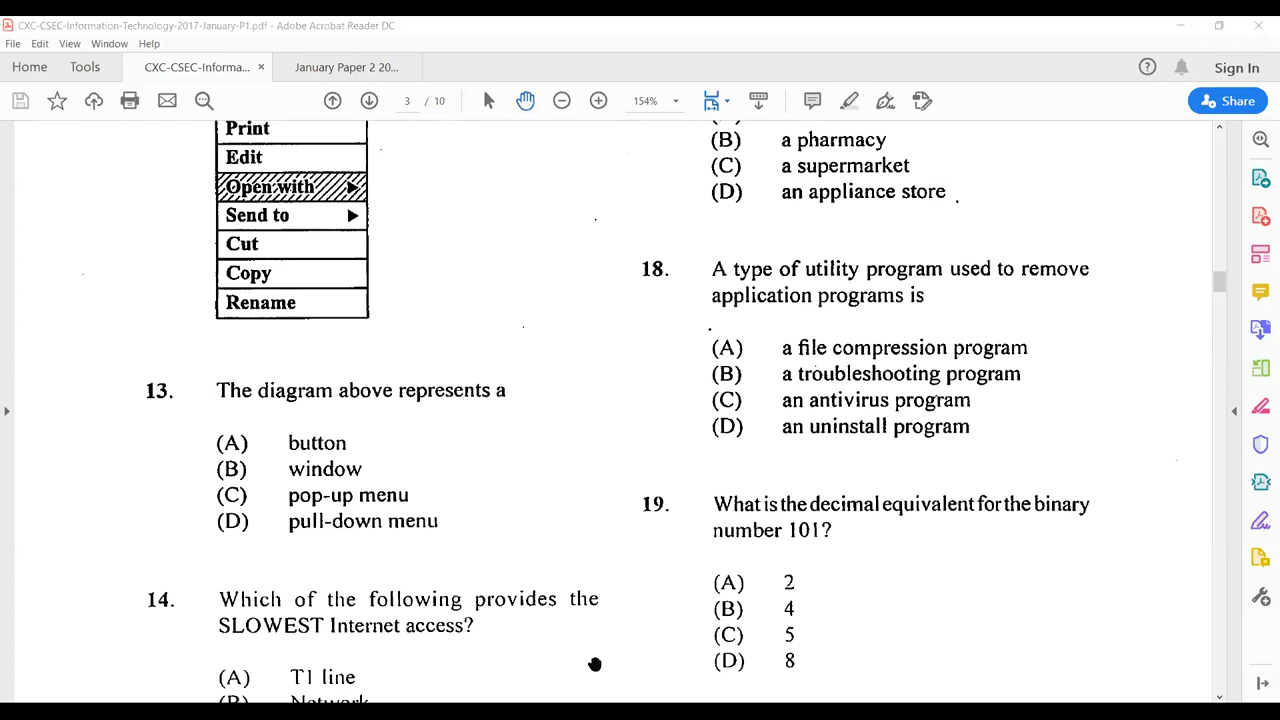 CXC-CSEC-Information-Technology-2017-January-P1.pdf - Adobe Acrobat Reader DC
File Edit View Window Help
Home Tools CXC-CSEC-Informa... × January Paper 2 20... Sign In
3 / 10 154% Share
Print
Edit
Open with
Send to
Cut
Copy
Rename
13. The diagram above represents a
(A) button
(B) window
(C) pop-up menu
(D) pull-down menu
14. Which of the following provides the
SLOWEST Internet access?
(A) T1 line
(B) Network
(B) a pharmacy
(C) a supermarket
(D) an appliance store
18. A type of utility program used to remove
application programs is
(A) a file compression program
(B) a troubleshooting program
(C) an antivirus program
(D) an uninstall program
19. What is the decimal equivalent for the binary
number 101?
(A) 2
(B) 4
(C) 5
(D) 8